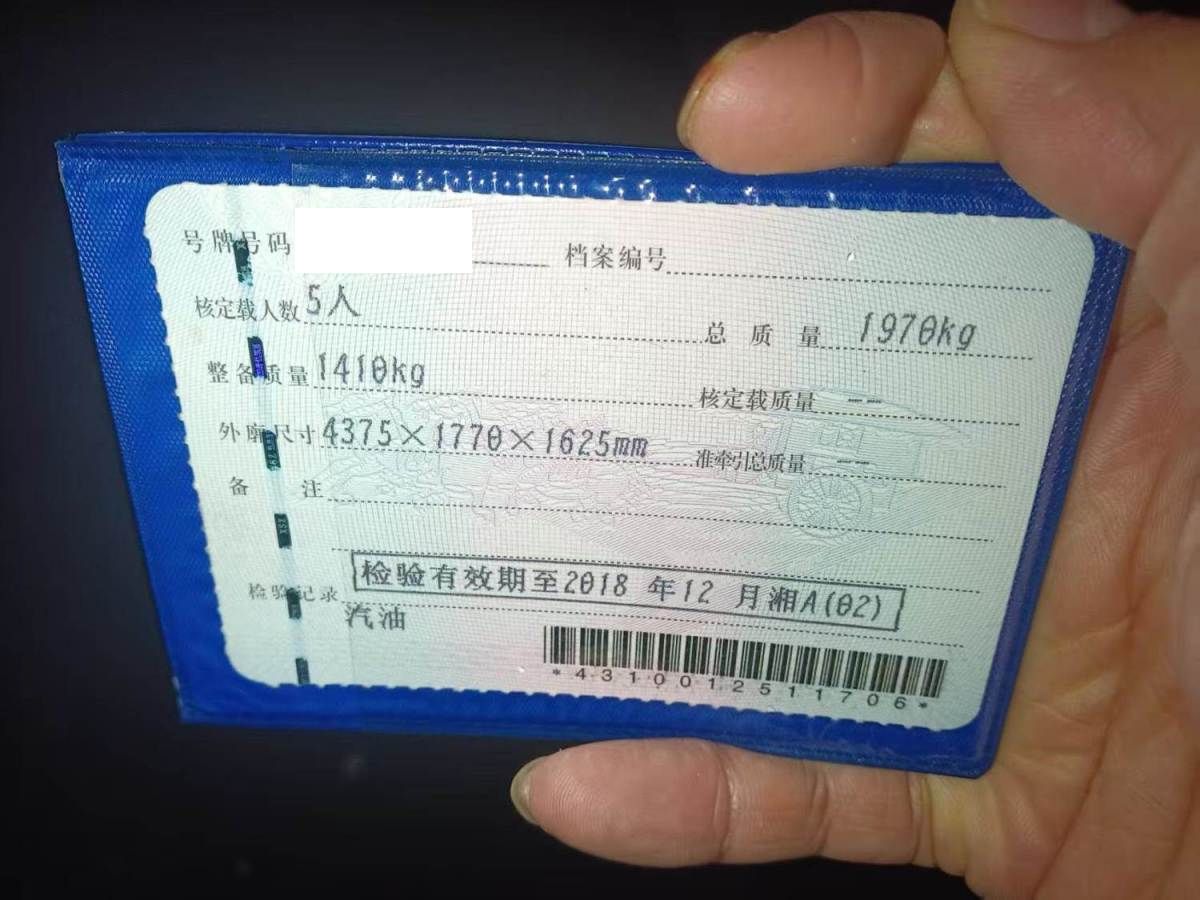 号牌号码 档案编号
核定载人数 5人 总质量 1970kg
整备质量 1410kg 核定载质量 --
外廓尺寸 4375×1770×1625mm 准牵引总质量 --
备注
检验记录 检验有效期至2018年12月湘A(02)
汽油
*4310012511706*